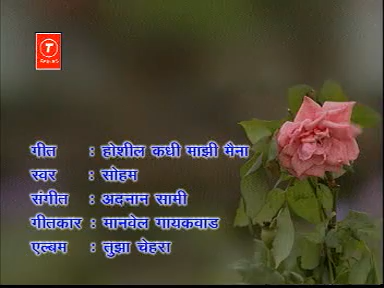 T
T-SERIES
गीत : होशील कधी माझी मैना
स्वर : सोहम
संगीत : अदनान सामी
गीतकार : मानवेल गायकवाड
एल्बम : तुझा चेहरा